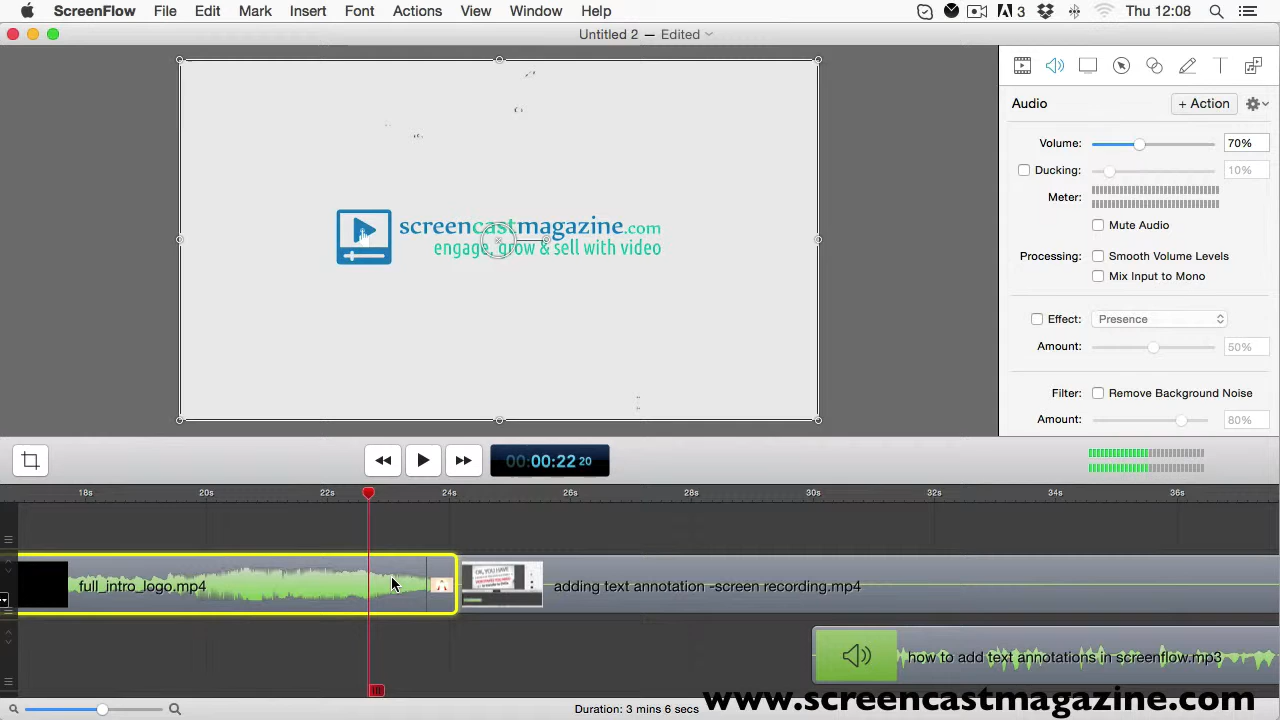 ScreenFlow File Edit Mark Insert Font Actions View Window Help 3 Thu 12:08
Untitled 2 — Edited
screencastmagazine.com
engage, grow & sell with video
Audio + Action
Volume: 70%
Ducking: 10%
Meter:
Mute Audio
Processing: Smooth Volume Levels
Mix Input to Mono
Effect: Presence
Amount: 50%
Filter: Remove Background Noise
Amount: 80%
00:00:22 20
18s 20s 22s 24s 26s 28s 30s 32s 34s 36s
full_intro_logo.mp4
adding text annotation -screen recording.mp4
how to add text annotations in screenflow.mp3
www.screencastmagazine.com
Duration: 3 mins 6 secs